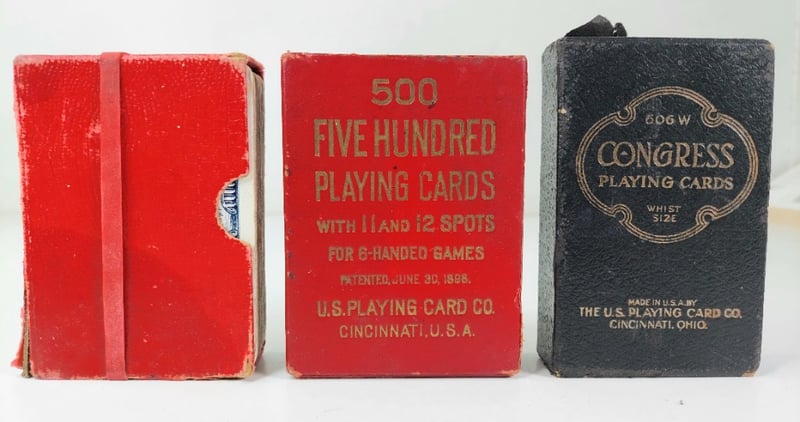 500
FIVE HUNDRED
PLAYING CARDS
WITH 11 AND 12 SPOTS
FOR 6-HANDED GAMES
PATENTED, JUNE 30, 1896.
U.S. PLAYING CARD CO.
CINCINNATI, U.S.A.
606 W
CONGRESS
PLAYING CARDS
WHIST
SIZE
MADE IN U.S.A. BY
THE U.S. PLAYING CARD CO.
CINCINNATI, OHIO.